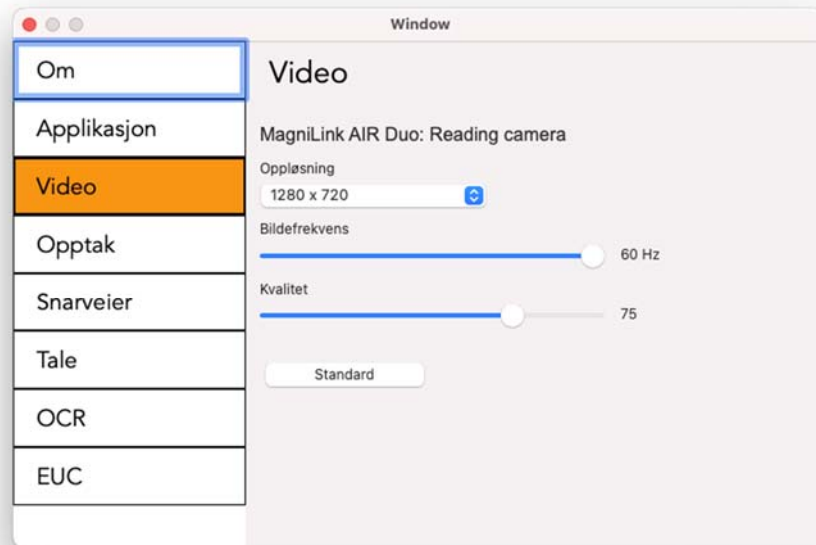 Window
Om
Applikasjon
Video
Opptak
Snarveier
Tale
OCR
EUC
Video
MagniLink AIR Duo: Reading camera
Oppløsning
1280 x 720
Bildefrekvens
60 Hz
Kvalitet
75
Standard